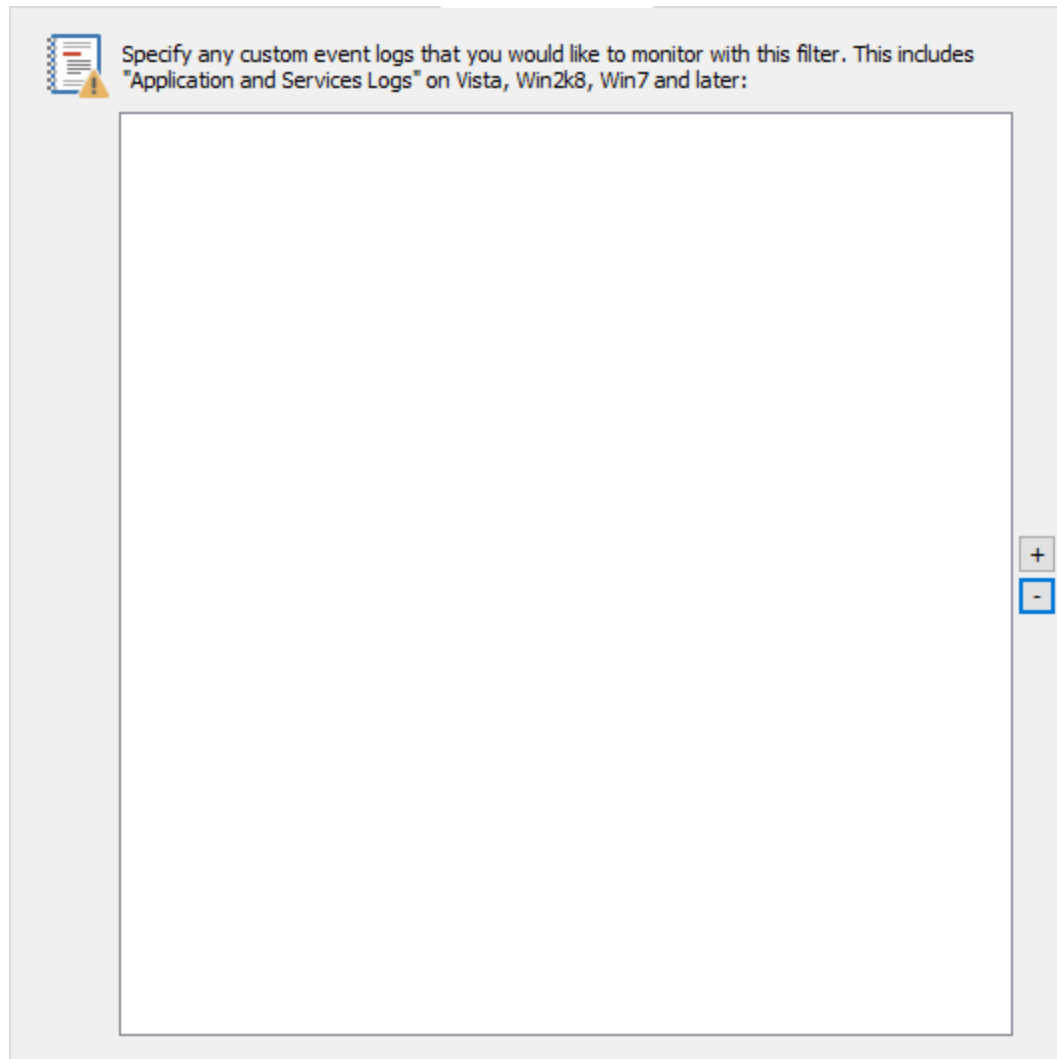 Specify any custom event logs that you would like to monitor with this filter. This includes
"Application and Services Logs" on Vista, Win2k8, Win7 and later:
+
-